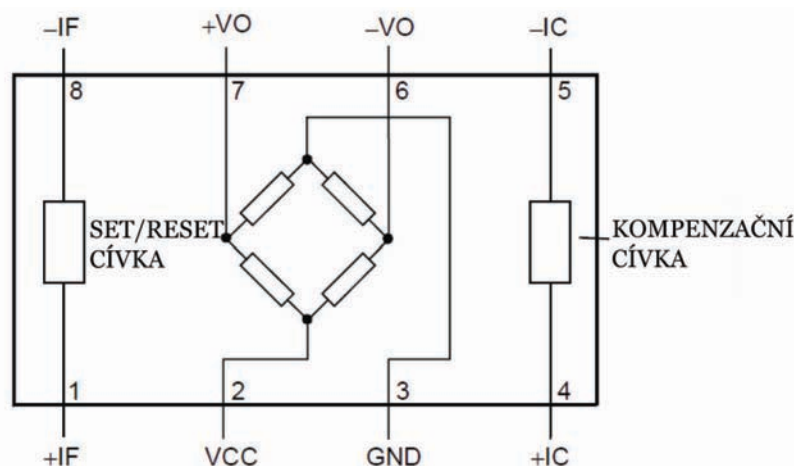 –IF +VO –VO –IC
8 7 6 5
SET/RESET
CÍVKA
KOMPENZAČNÍ
CÍVKA
1 2 3 4
+IF VCC GND +IC